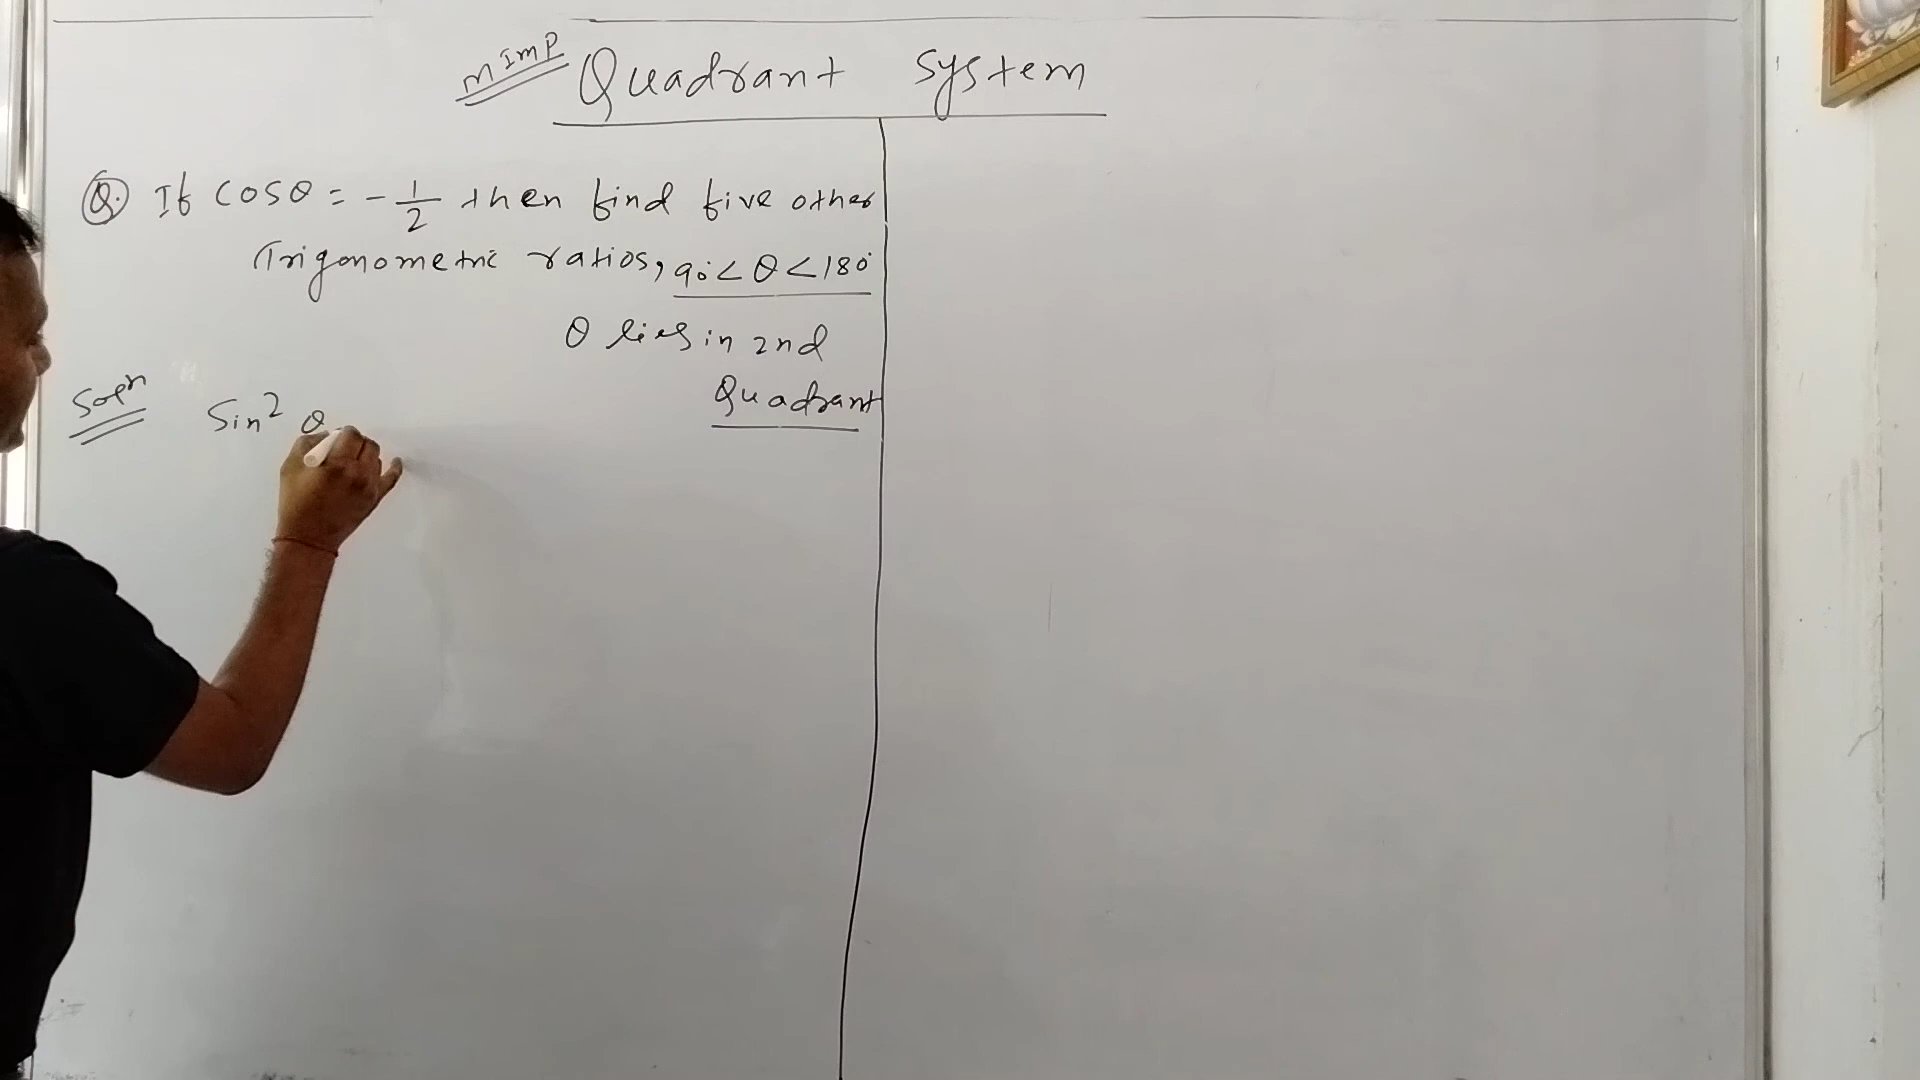 M IMP Quadrant System
Q. If cosθ = -1/2 then find five other
Trigonometric ratios, 90°<θ<180°
θ lies in 2nd
Quadrant
Solⁿ Sin² θ